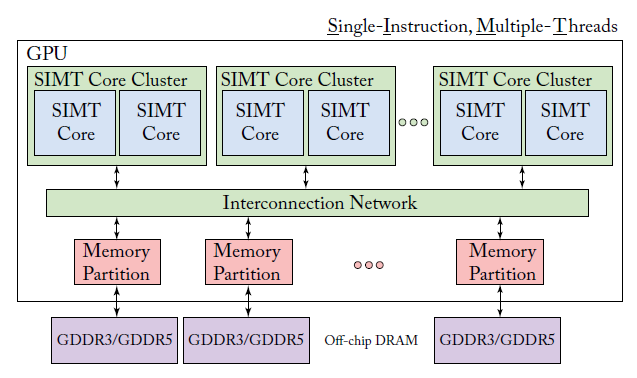 Single-Instruction, Multiple-Threads
GPU
SIMT Core Cluster
SIMT Core
SIMT Core
SIMT Core Cluster
SIMT Core
SIMT Core
SIMT Core Cluster
SIMT Core
SIMT Core
Interconnection Network
Memory
Partition
Memory
Partition
Memory
Partition
GDDR3/GDDR5
GDDR3/GDDR5
Off-chip DRAM
GDDR3/GDDR5